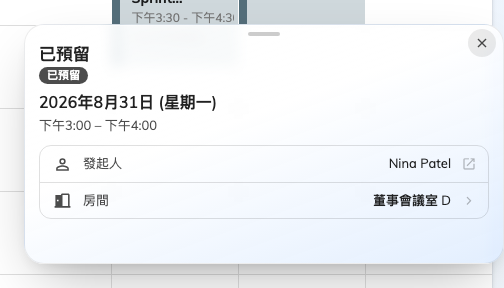 Sprint...
下午3:30 - 下午4:3
已預留
已預留
2026年8月31日 (星期一)
下午3:00 – 下午4:00
發起人 Nina Patel
房間 董事會議室 D